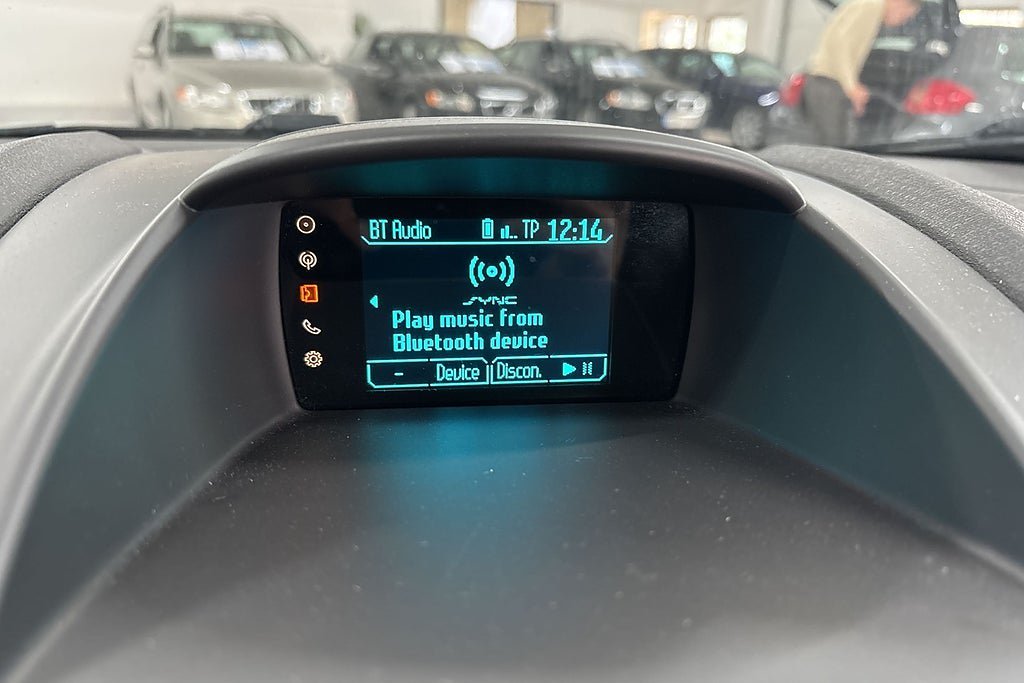 BT Audio TP 12:14
SYNC
Play music from
Bluetooth device
- Device Discon.